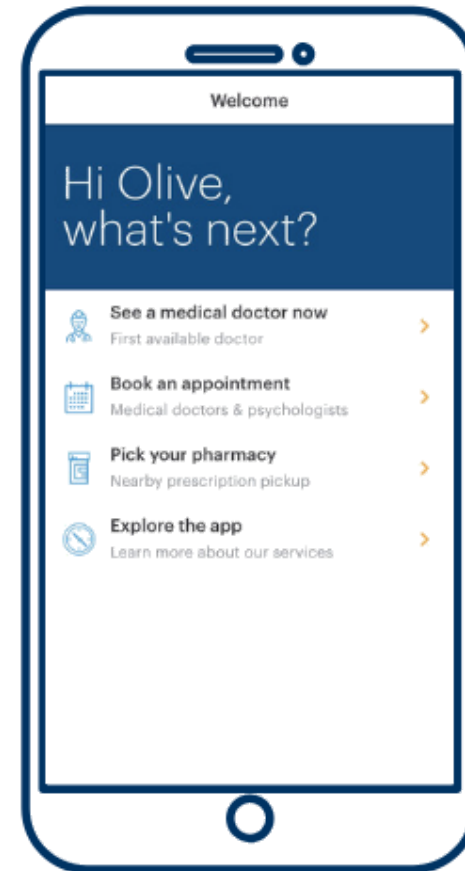 Welcome
Hi Olive,
what's next?
See a medical doctor now
First available doctor
Book an appointment
Medical doctors & psychologists
Pick your pharmacy
Nearby prescription pickup
Explore the app
Learn more about our services